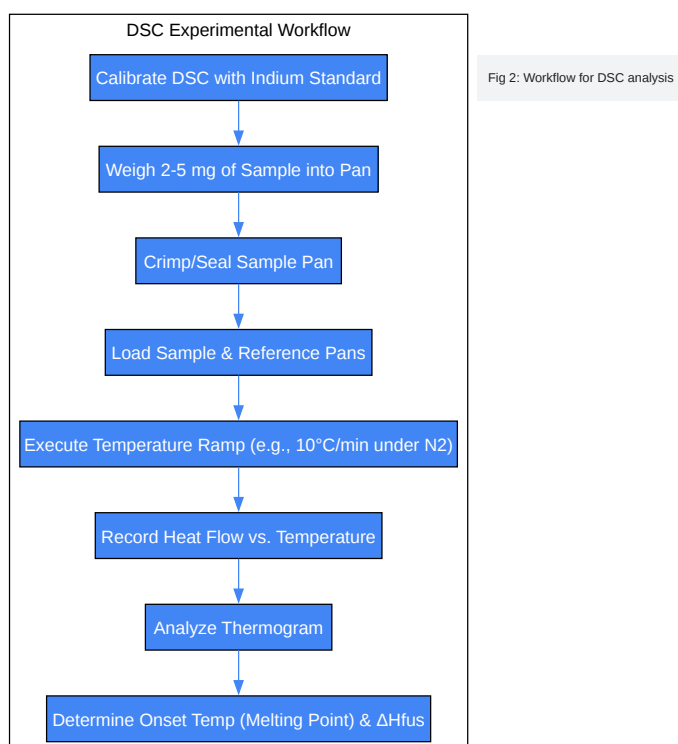 DSC Experimental Workflow
Calibrate DSC with Indium Standard
Fig 2: Workflow for DSC analysis
Weigh 2-5 mg of Sample into Pan
Crimp/Seal Sample Pan
Load Sample & Reference Pans
Execute Temperature Ramp (e.g., 10°C/min under N2)
Record Heat Flow vs. Temperature
Analyze Thermogram
Determine Onset Temp (Melting Point) & ΔHfus